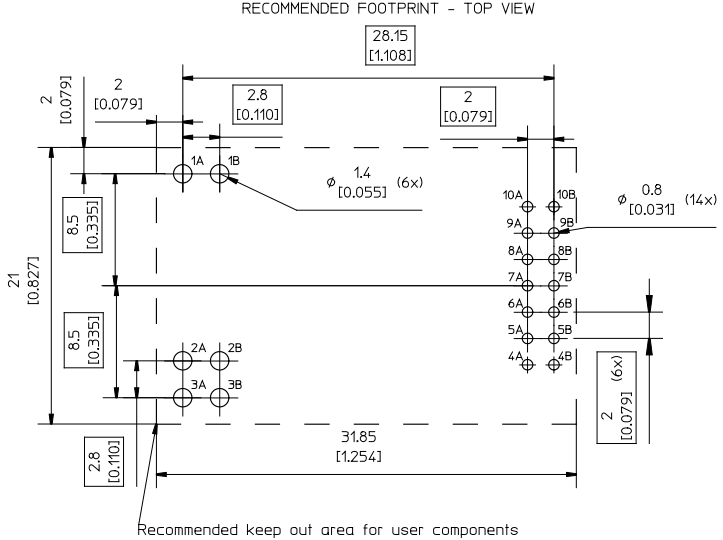 RECOMMENDED FOOTPRINT - TOP VIEW
28.15
[1.108]
2
[0.079]
2
[0.079]
2.8
[0.110]
2
[0.079]
1A 1B
ø 1.4
[0.055] (6x)
ø 0.8
[0.031] (14x)
10A 10B
9A 9B
8A 8B
7A 7B
6A 6B
5A 5B
4A 4B
8.5
[0.335]
21
[0.827]
8.5
[0.335]
2A 2B
3A 3B
2 (6x)
[0.079]
2.8
[0.110]
31.85
[1.254]
Recommended keep out area for user components